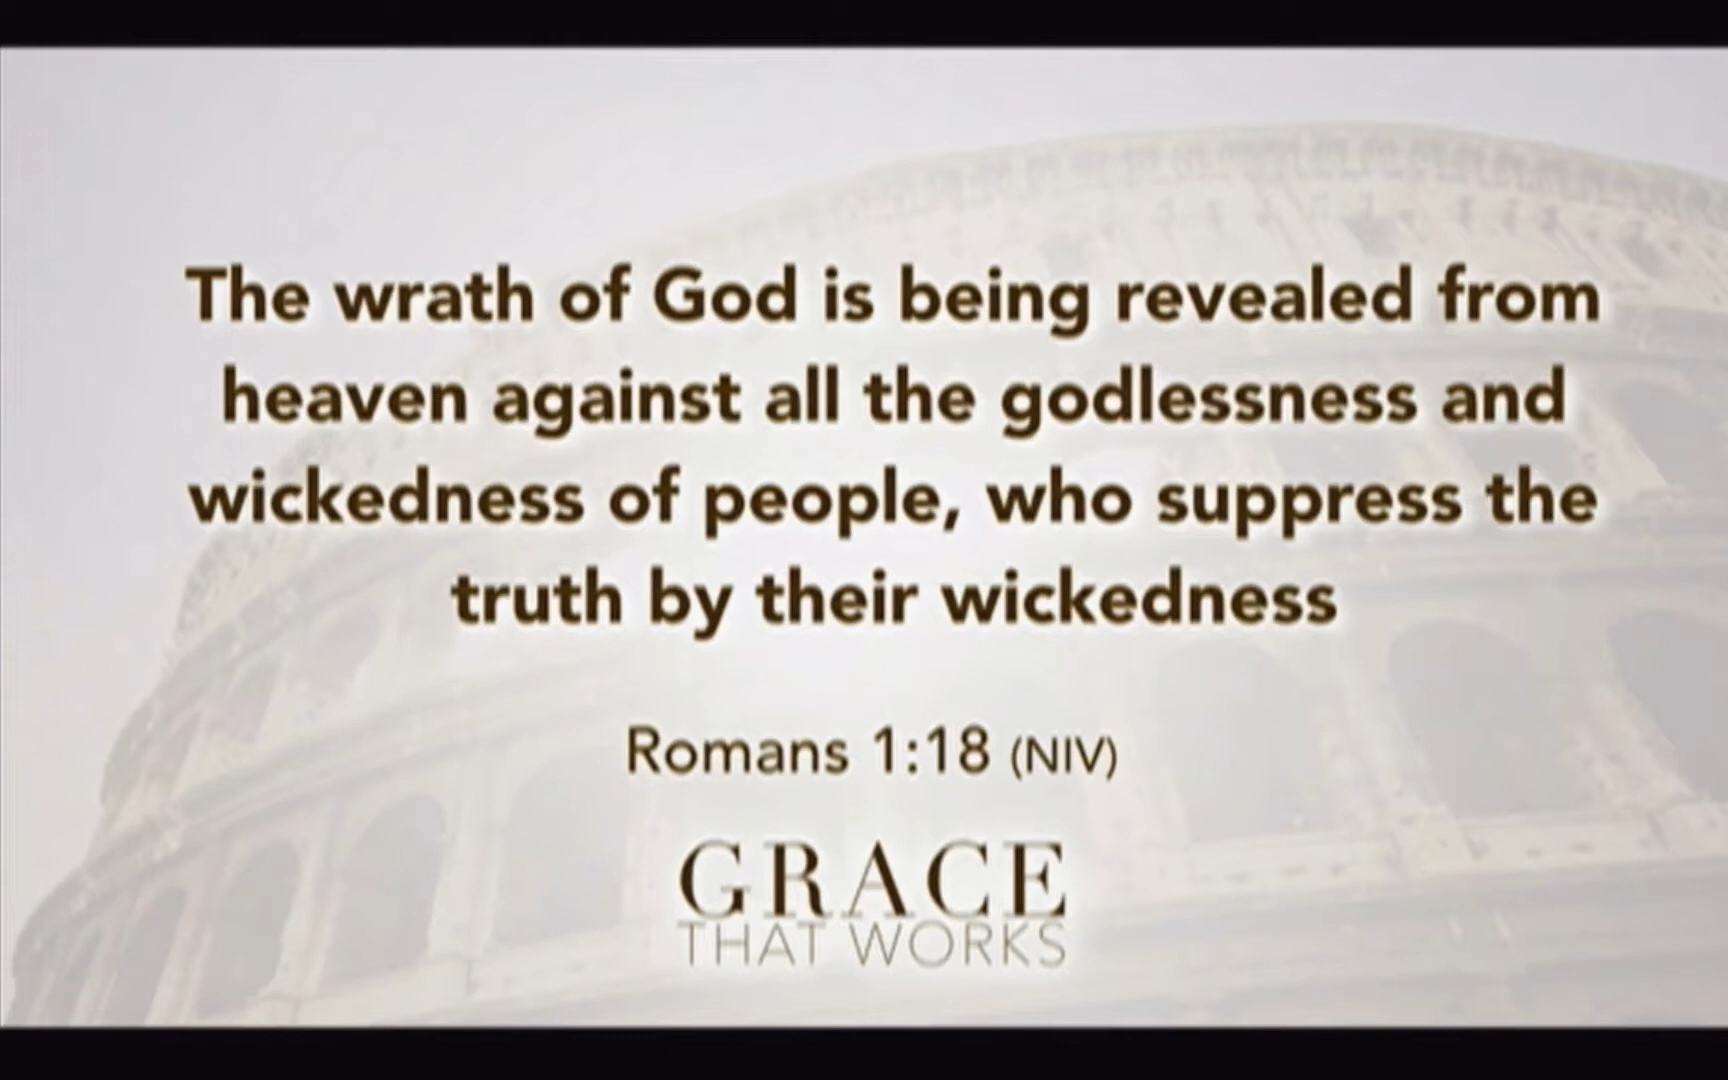 The wrath of God is being revealed from
heaven against all the godlessness and
wickedness of people, who suppress the
truth by their wickedness
Romans 1:18 (NIV)
GRACE
THAT WORKS